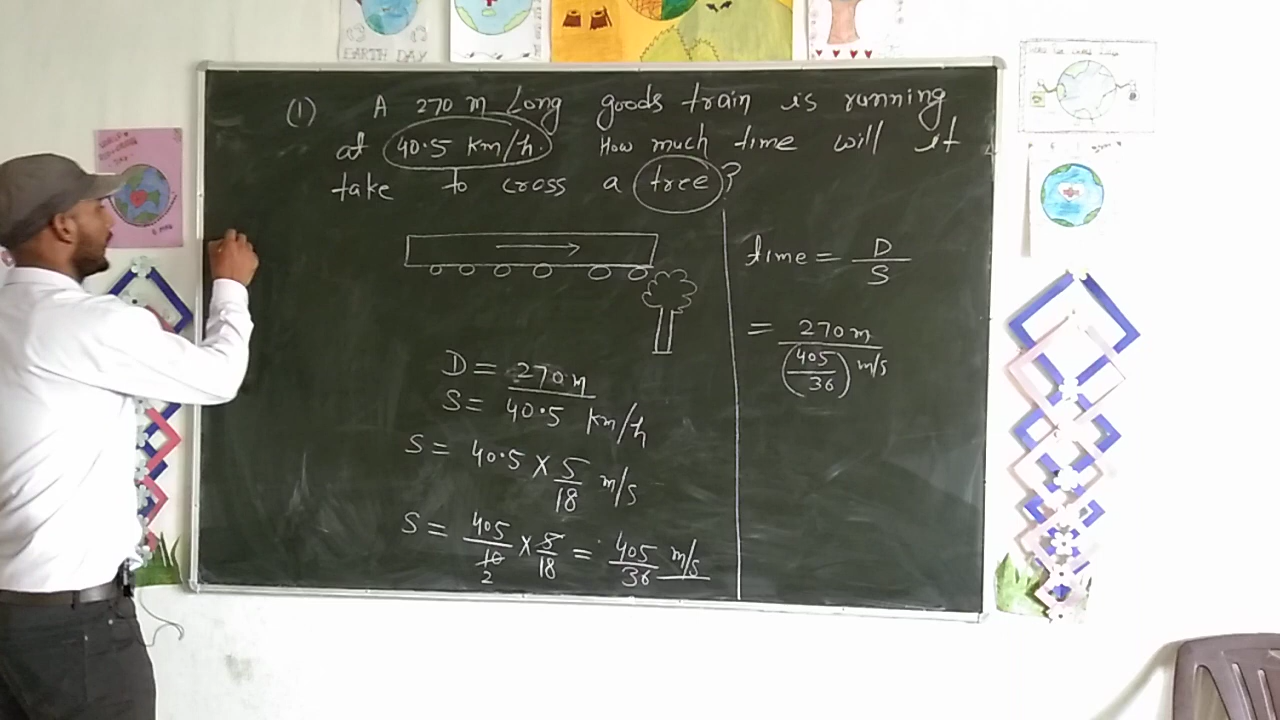 EARTH DAY
(1) A 270 m Long goods train is running
at 40.5 km/h. How much time will it
take to cross a tree?
D = 270 m
S = 40.5 km/h
S = 40.5 × 5/18 m/s
S = 405/10 2 × 5/18 = 405/36 m/s
time = D/S
= 270 m/(405/36) m/s